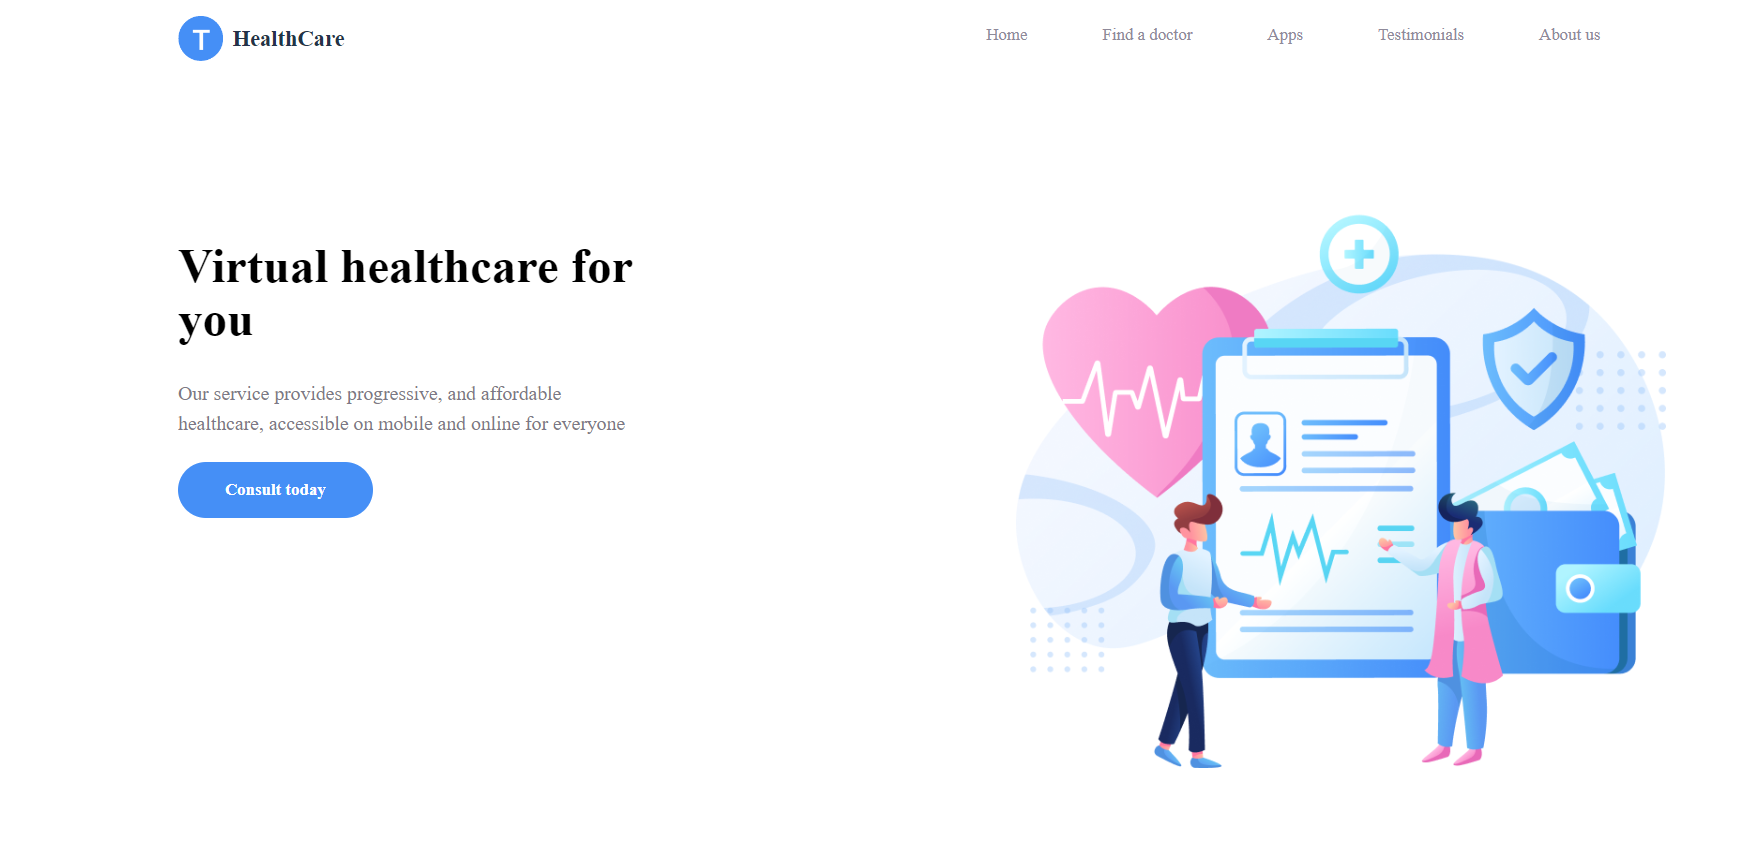 T HealthCare
Home Find a doctor Apps Testimonials About us
Virtual healthcare for
you
Our service provides progressive, and affordable
healthcare, accessible on mobile and online for everyone
Consult today